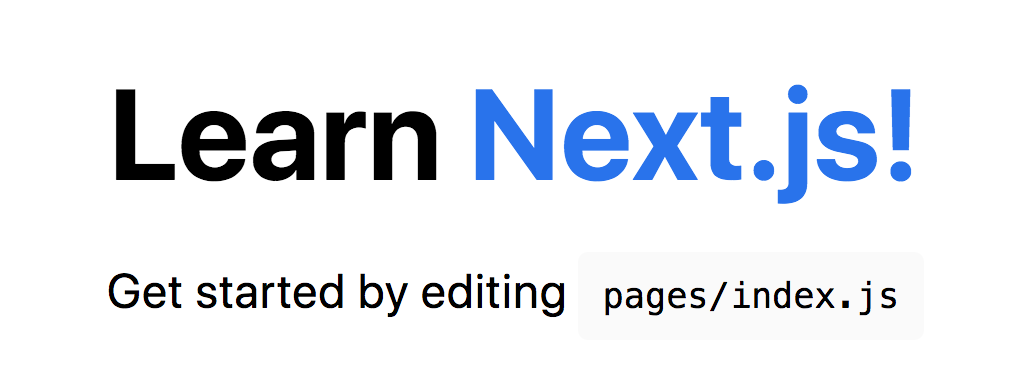 Learn Next.js!
Get started by editing pages/index.js